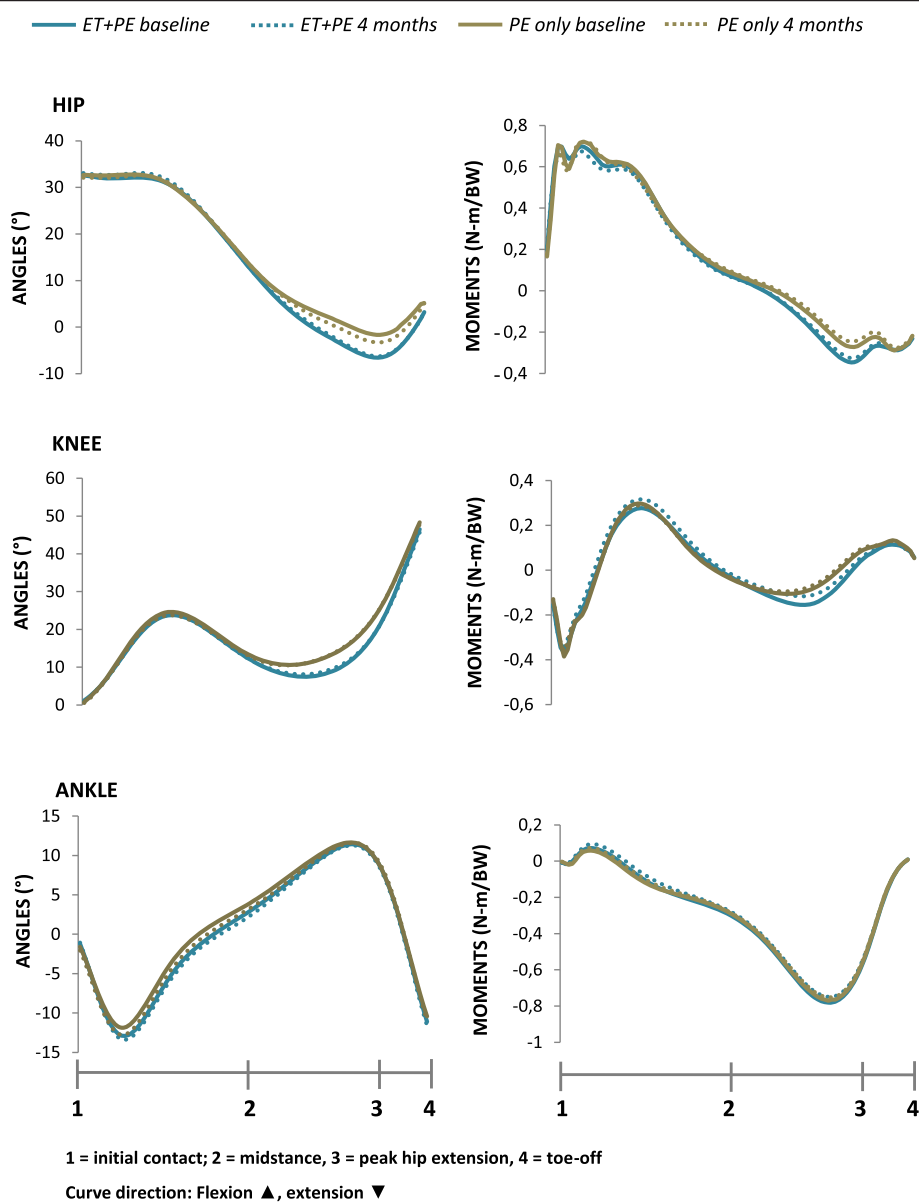 ET+PE baseline ET+PE 4 months PE only baseline PE only 4 months
HIP
ANGLES (°)
40
30
20
10
0
-10
MOMENTS (N-m/BW)
0,8
0,6
0,4
0,2
0
-0,2
-0,4
KNEE
ANGLES (°)
60
50
40
30
20
10
0
MOMENTS (N-m/BW)
0,4
0,2
0
-0,2
-0,4
-0,6
ANKLE
ANGLES (°)
15
10
5
0
-5
-10
-15
1 2 3 4
MOMENTS (N-m/BW)
0,2
0
-0,2
-0,4
-0,6
-0,8
-1
1 2 3 4
1 = initial contact; 2 = midstance, 3 = peak hip extension, 4 = toe-off
Curve direction: Flexion ▲, extension ▼